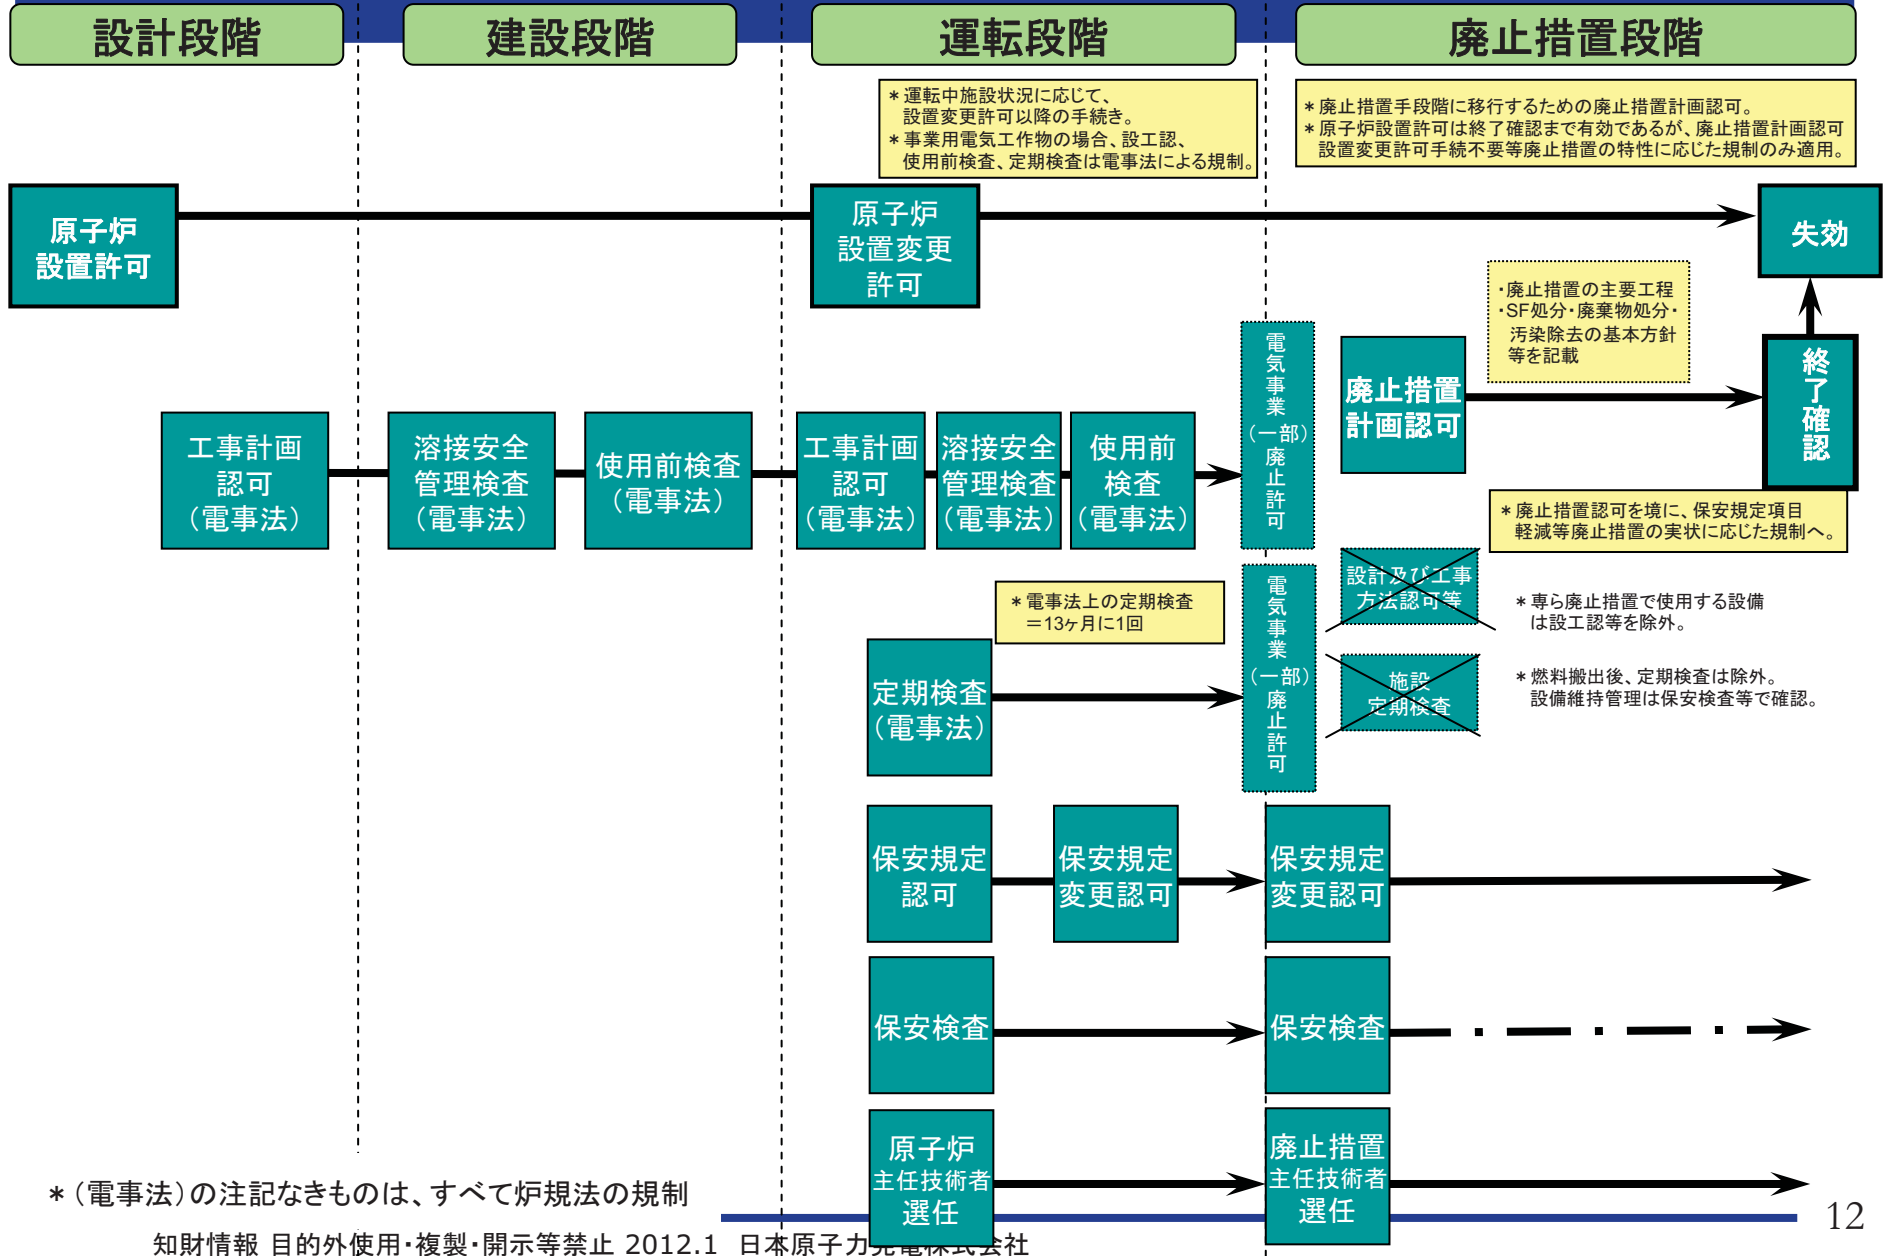 設計段階
建設段階
運転段階
廃止措置段階
＊運転中施設状況に応じて、
設置変更許可以降の手続き。
＊事業用電気工作物の場合、設工認、
使用前検査、定期検査は電事法による規制。
＊廃止措置手段階に移行するための廃止措置計画認可。
＊原子炉設置許可は終了確認まで有効であるが、廃止措置計画認可
設置変更許可手続不要等廃止措置の特性に応じた規制のみ適用。
原子炉
設置許可
原子炉
設置変更
許可
失効
・廃止措置の主要工程
・SF処分・廃棄物処分・
汚染除去の基本方針
等を記載
電気事業（一部）廃止許可
廃止措置
計画認可
終了確認
工事計画
認可
（電事法）
溶接安全
管理検査
（電事法）
使用前検査
（電事法）
工事計画
認可
（電事法）
溶接安全
管理検査
（電事法）
使用前
検査
（電事法）
＊廃止措置認可を境に、保安規定項目
軽減等廃止措置の実状に応じた規制へ。
＊電事法上の定期検査
＝13ヶ月に1回
電気事業（一部）廃止許可
設計及び工事
方法認可等
＊専ら廃止措置で使用する設備
は設工認等を除外。
定期検査
（電事法）
施設
定期検査
＊燃料搬出後、定期検査は除外。
設備維持管理は保安検査等で確認。
保安規定
認可
保安規定
変更認可
保安規定
変更認可
保安検査
保安検査
原子炉
主任技術者
選任
廃止措置
主任技術者
選任
＊（電事法）の注記なきものは、すべて炉規法の規制
12
知財情報 目的外使用・複製・開示等禁止 2012.1 日本原子力発電株式会社